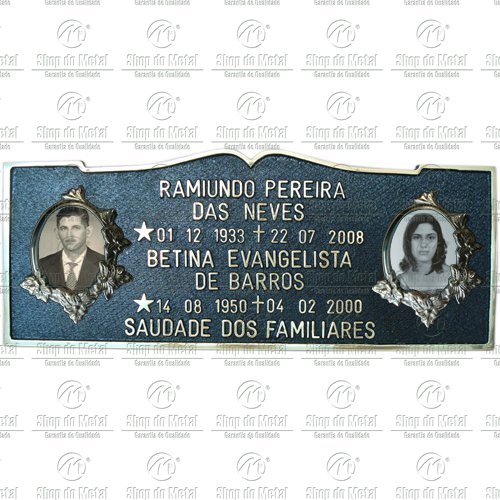 RAMIUNDO PEREIRA
DAS NEVES
★01 12 1933 †22 07 2008
BETINA EVANGELISTA
DE BARROS
★14 08 1950 †04 02 2000
SAUDADE DOS FAMILIARES
Shop do Metal
Garantia de Qualidade